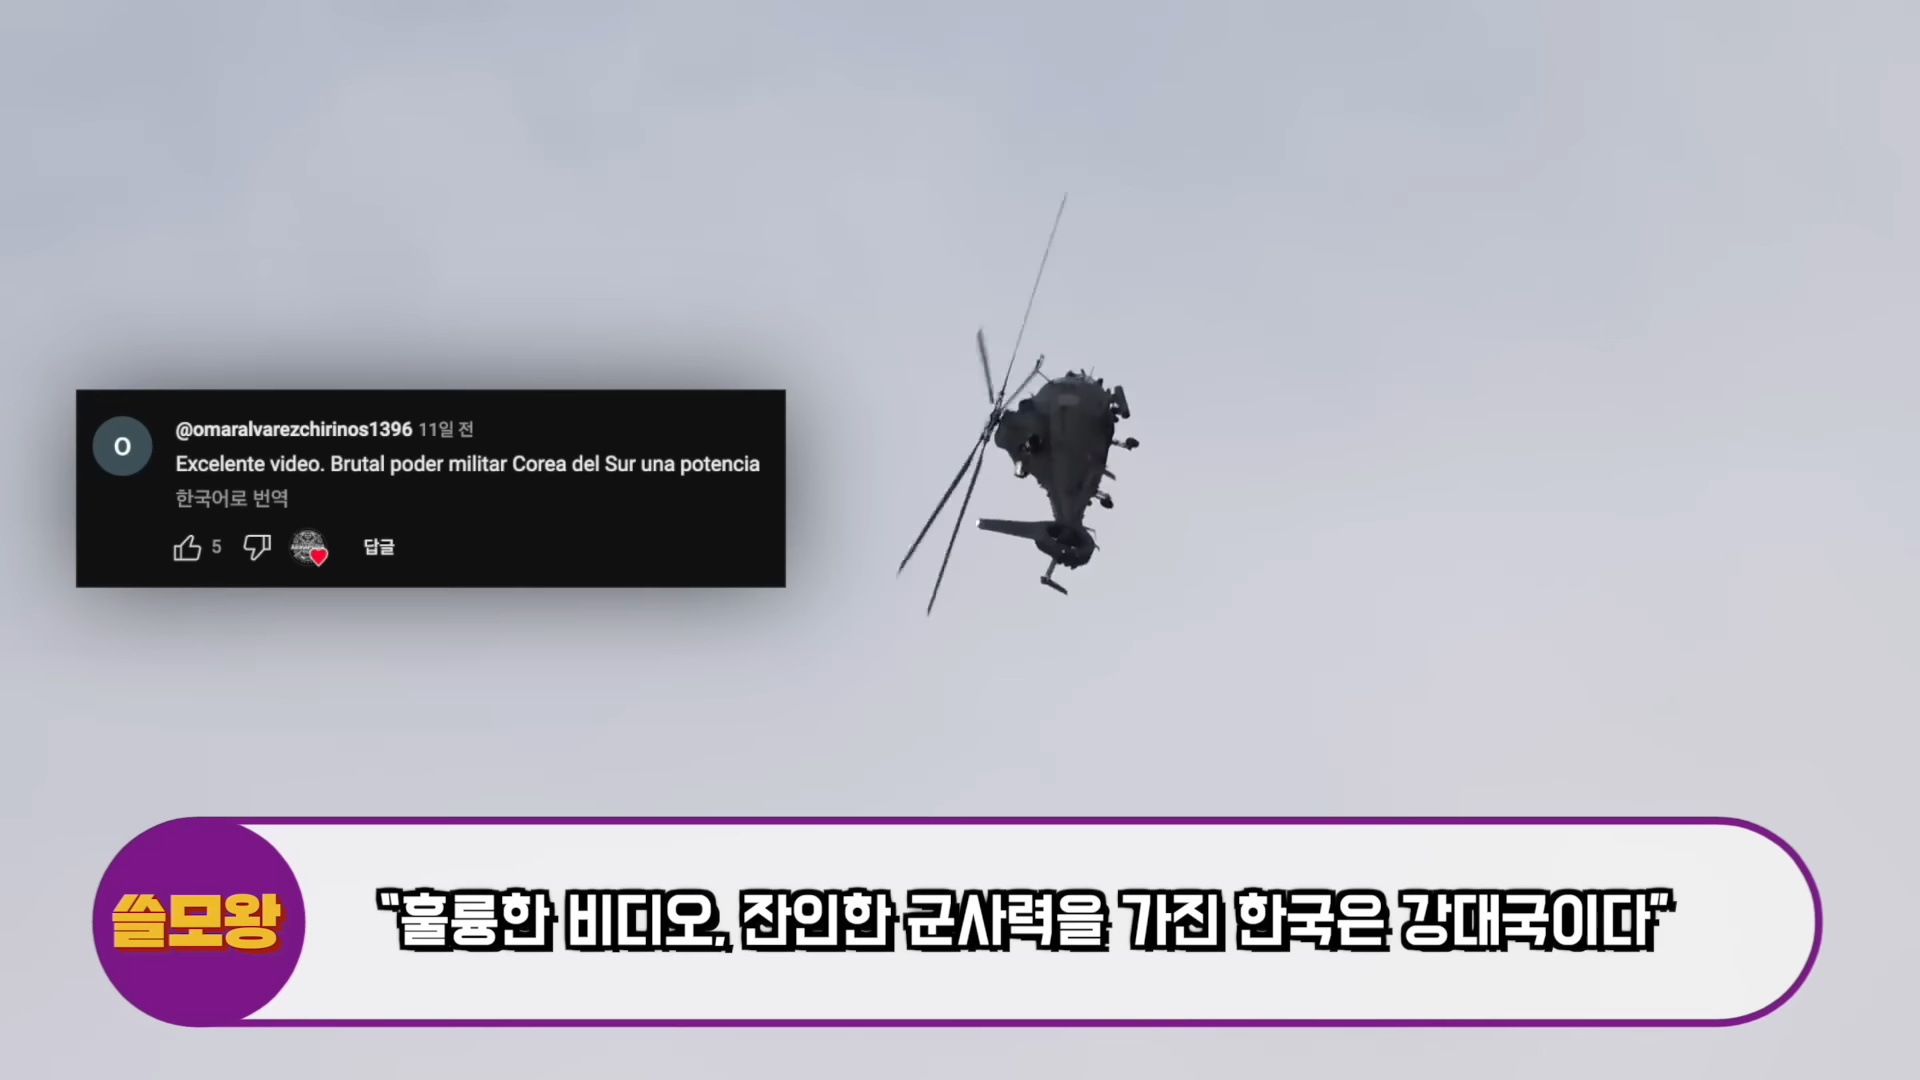 O
@omaralvarezchirinos1396 11일 전
Excelente video. Brutal poder militar Corea del Sur una potencia
한국어로 번역
5
답글
쓸모왕
"훌륭한 비디오, 잔인한 군사력을 가진 한국은 강대국이다"